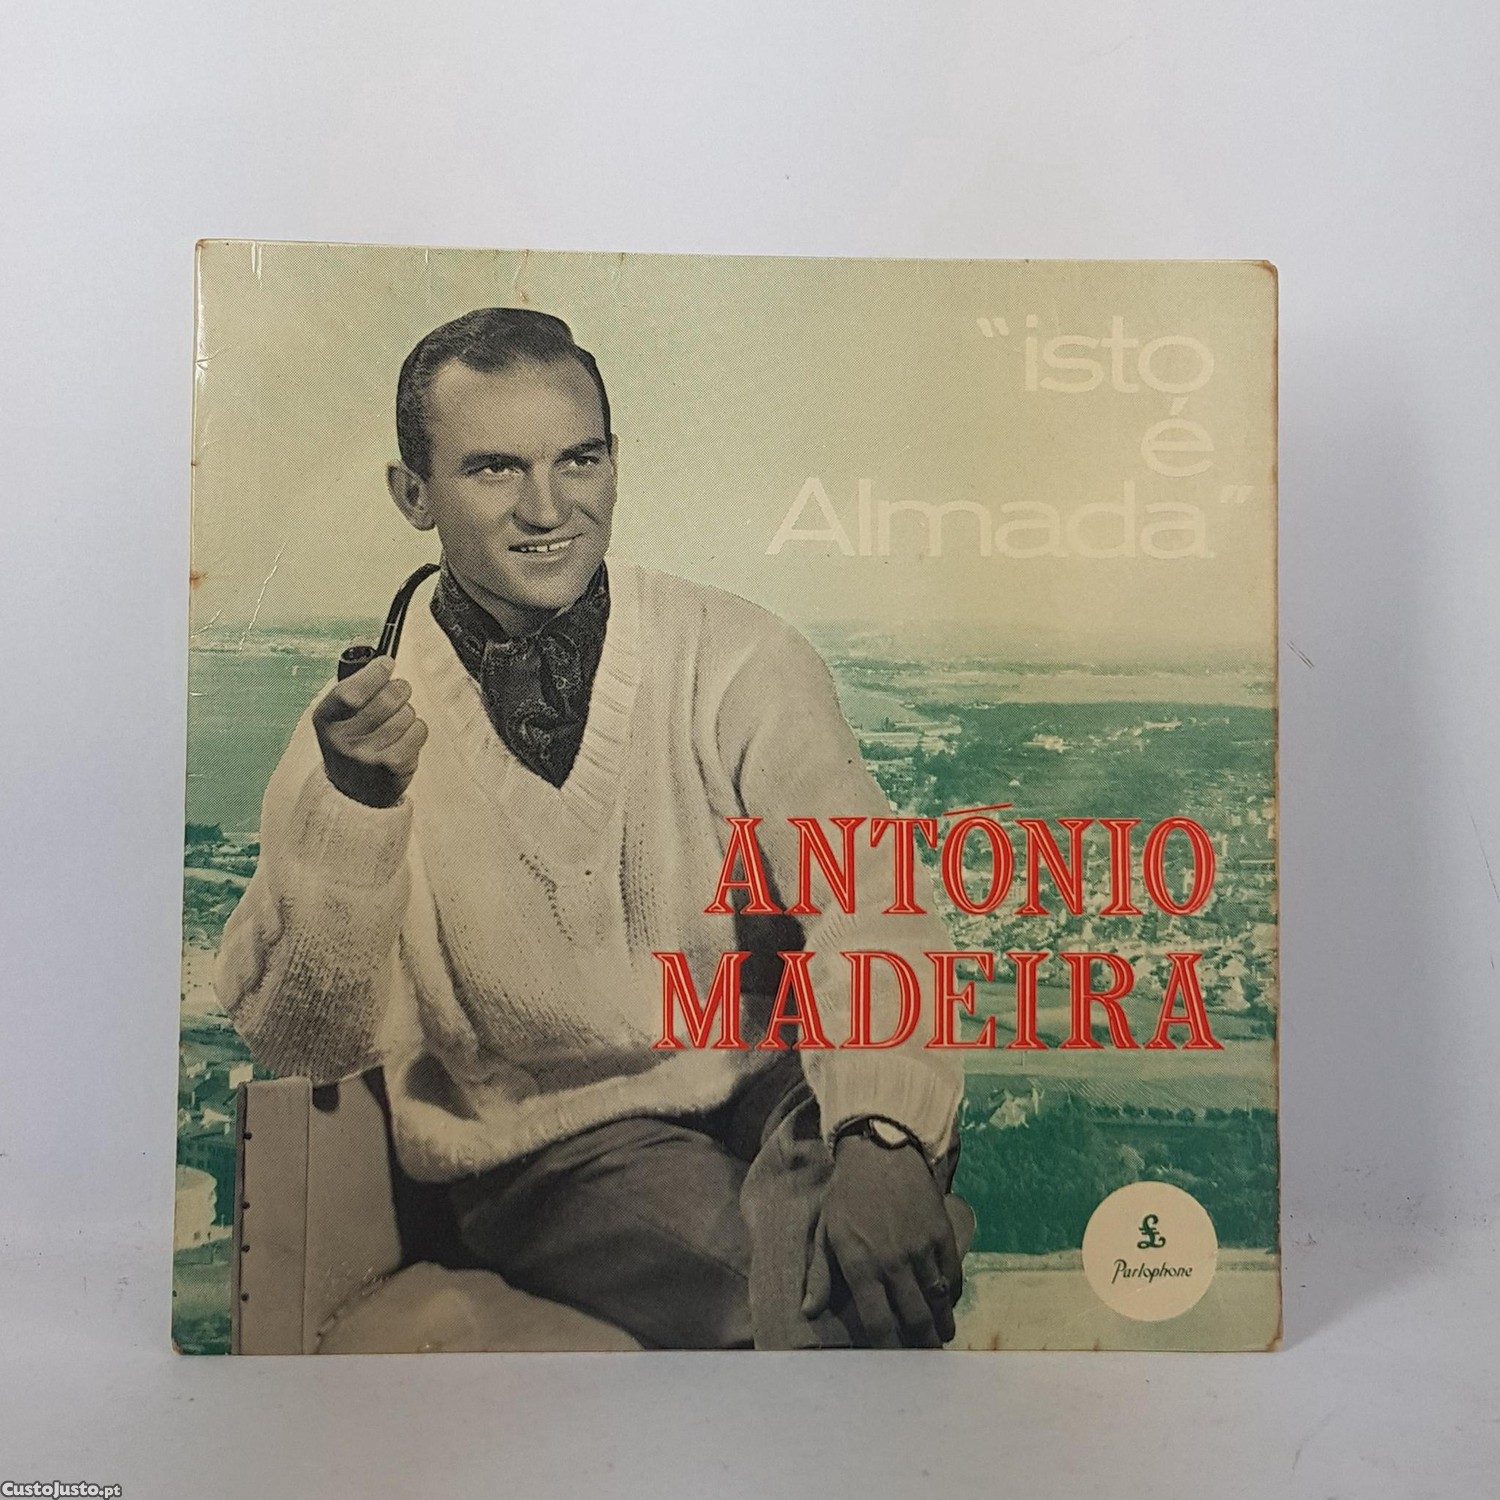 "isto
é
Almada"
ANTÓNIO
MADEIRA
£
Parlophone
CustoJusto.pt